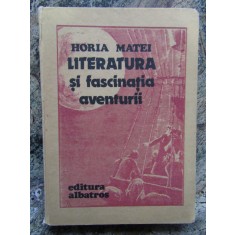 HORIA MATEI
LITERATURA
și fascinația
aventurii
editura
albatros